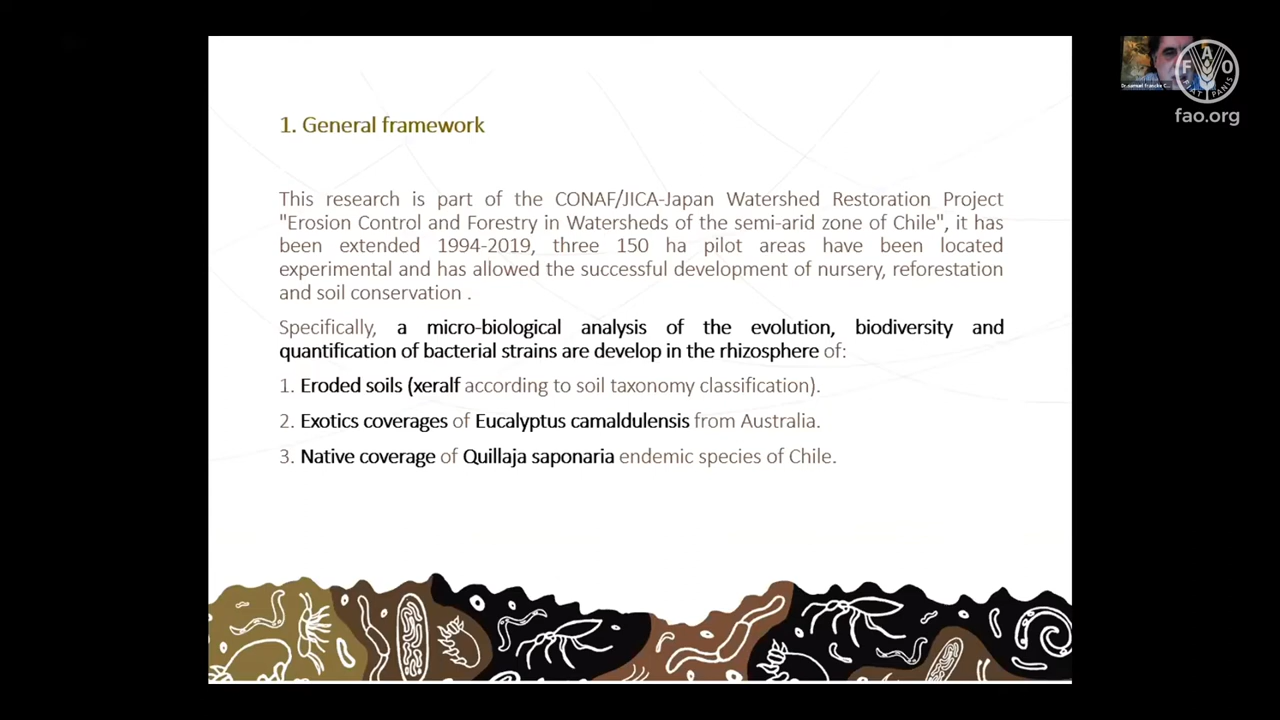 1. General framework
This research is part of the CONAF/JICA-Japan Watershed Restoration Project
"Erosion Control and Forestry in Watersheds of the semi-arid zone of Chile", it has
been extended 1994-2019, three 150 ha pilot areas have been located
experimental and has allowed the successful development of nursery, reforestation
and soil conservation .
Specifically, a micro-biological analysis of the evolution, biodiversity and
quantification of bacterial strains are develop in the rhizosphere of:
1. Eroded soils (xeralf according to soil taxonomy classification).
2. Exotics coverages of Eucalyptus camaldulensis from Australia.
3. Native coverage of Quillaja saponaria endemic species of Chile.
F A O
FIAT PANIS
fao.org